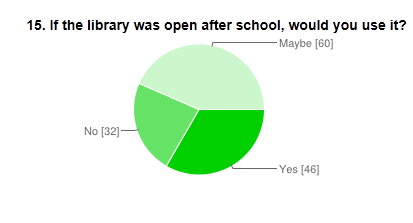 15. If the library was open after school, would you use it?
Maybe [60]
No [32]
Yes [46]